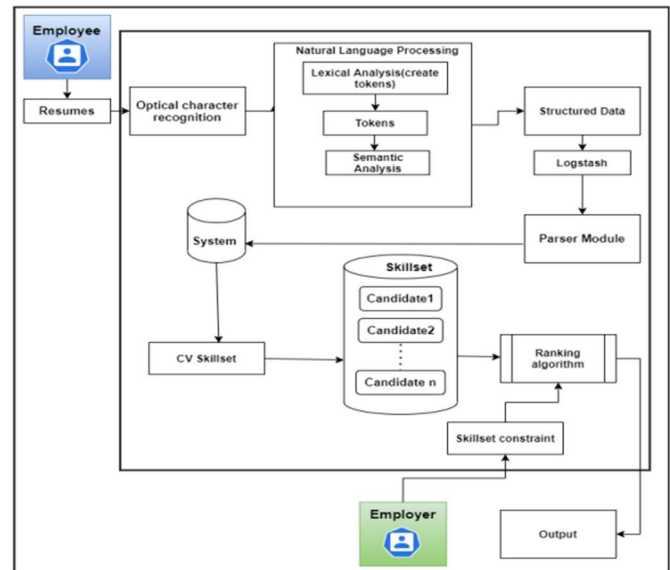 Employee
Resumes
Optical character
recognition
Natural Language Processing
Lexical Analysis(create
tokens)
Tokens
Semantic
Analysis
Structured Data
Logstash
Parser Module
System
CV Skillset
Skillset
Candidate1
Candidate2
Candidate n
Ranking
algorithm
Skillset constraint
Employer
Output